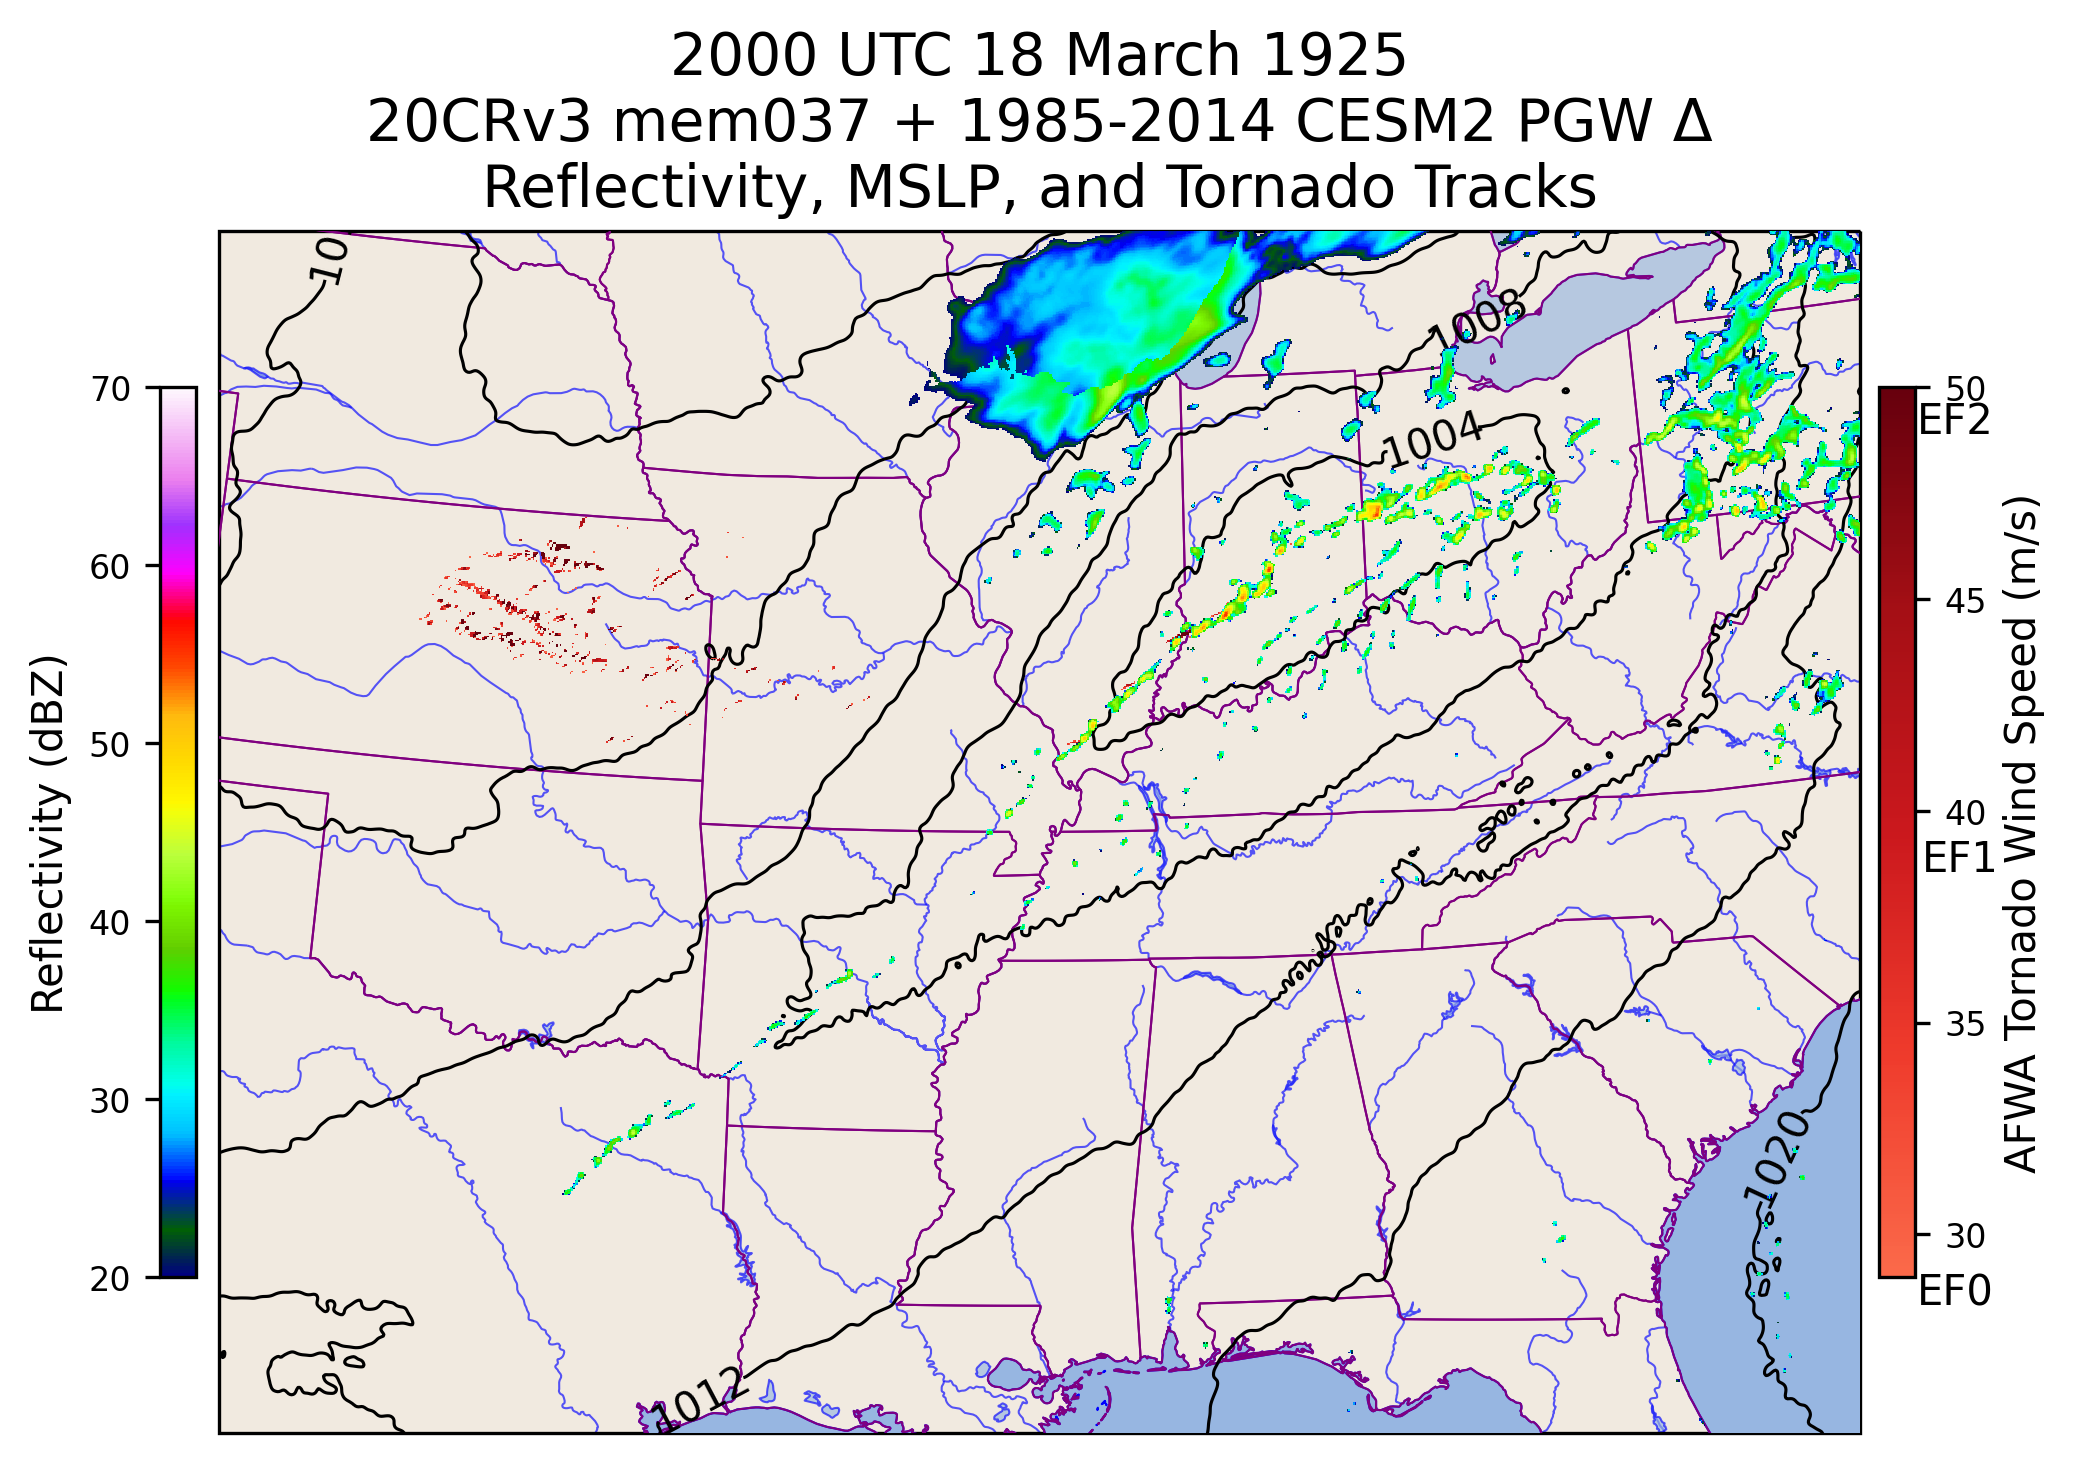 2000 UTC 18 March 1925
20CRv3 mem037 + 1985-2014 CESM2 PGW Δ
Reflectivity, MSLP, and Tornado Tracks
10
1008
1004
1020
1012
Reflectivity (dBZ)
70
60
50
40
30
20
50
EF2
45
40
EF1
35
30
EF0
AFWA Tornado Wind Speed (m/s)